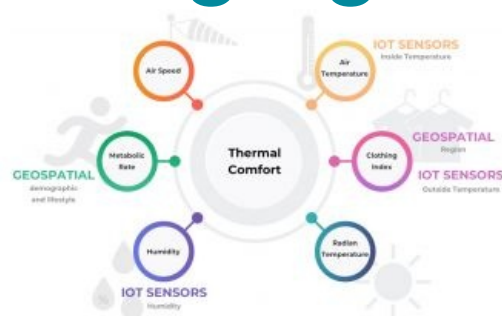 Air Speed
Air
Temperature
IOT SENSORS
Inside Temperature
Metabolic
Rate
GEOSPATIAL
demographic
and lifestyle
Thermal
Comfort
Clothing
Index
GEOSPATIAL
Region
IOT SENSORS
Outside Temperature
Humidity
IOT SENSORS
Humidity
Radian
Temperature
%